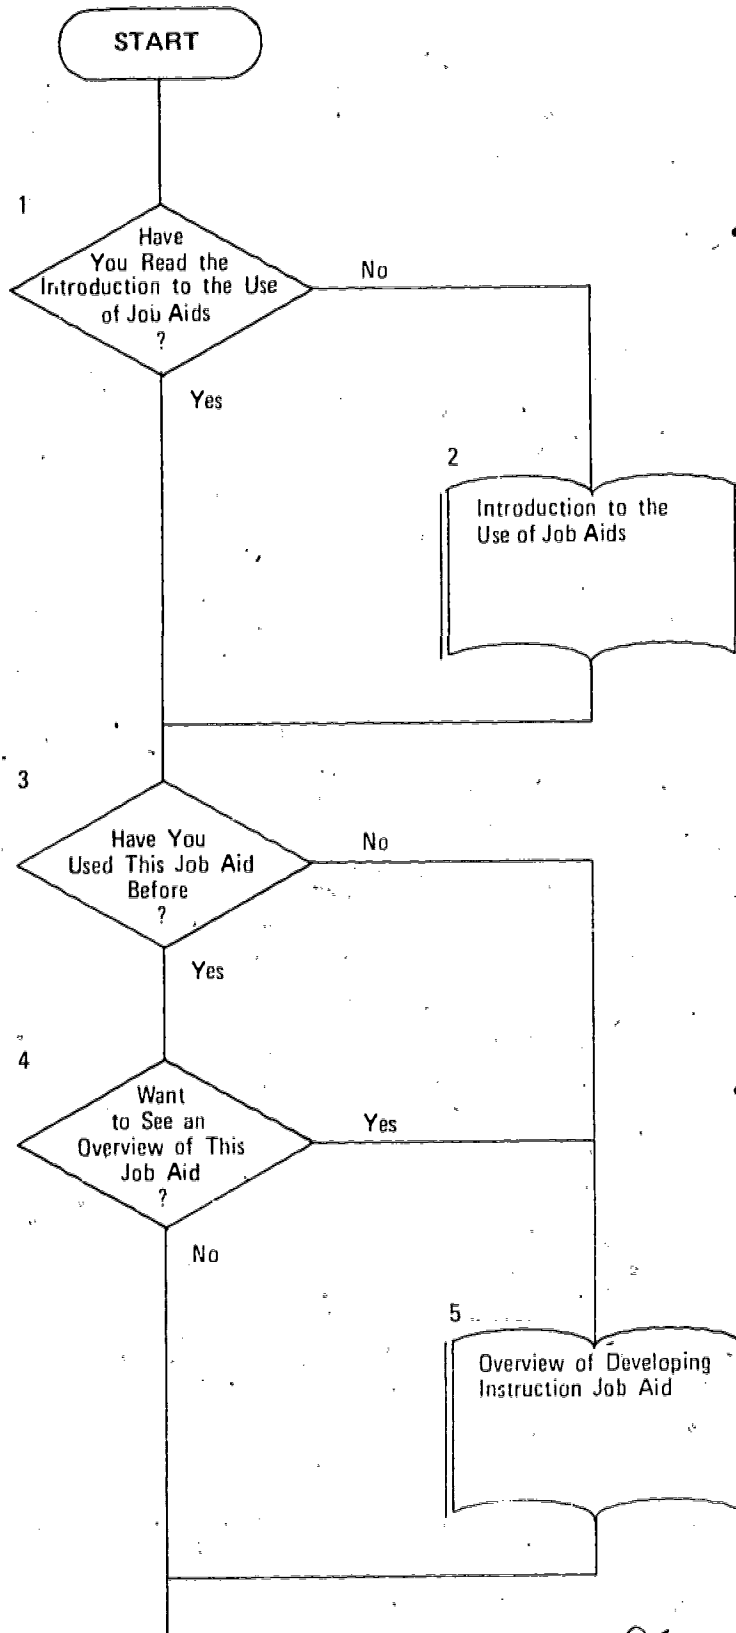 START
1
Have
You Read the
Introduction to the Use
of Job Aids
?
No
Yes
2
Introduction to the
Use of Job Aids
3
Have You
Used This Job Aid
Before
?
No
Yes
4
Want
to See an
Overview of This
Job Aid
?
Yes
No
5
Overview of Developing
Instruction Job Aid